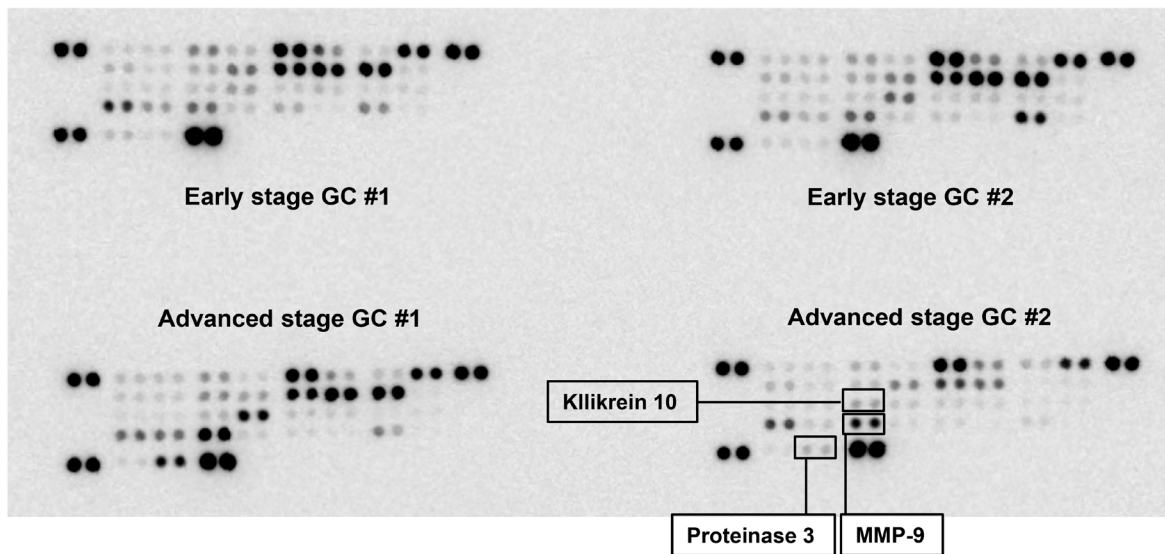 Early stage GC #1
Early stage GC #2
Advanced stage GC #1
Advanced stage GC #2
Kllikrein 10
Proteinase 3
MMP-9